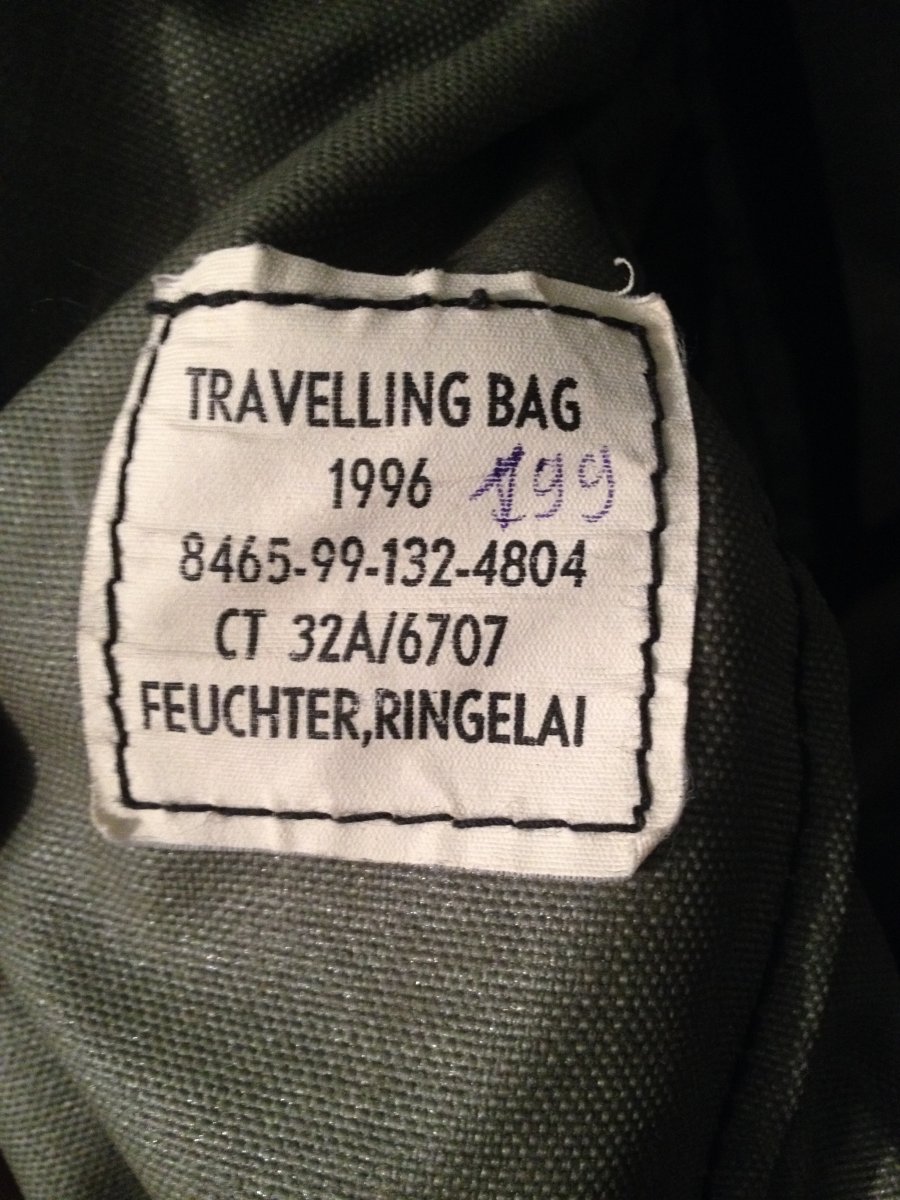 TRAVELLING BAG
1996 199
8465-99-132-4804
CT 32A/6707
FEUCHTER,RINGELAI